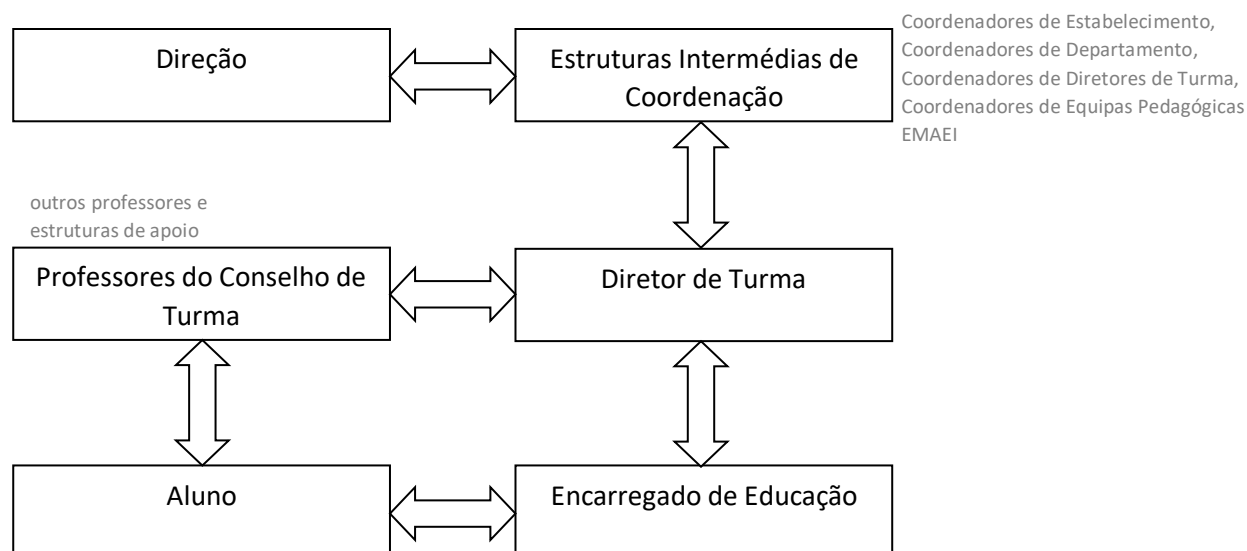 Direção
Estruturas Intermédias de
Coordenação
Coordenadores de Estabelecimento,
Coordenadores de Departamento,
Coordenadores de Diretores de Turma,
Coordenadores de Equipas Pedagógicas
EMAEI
outros professores e
estruturas de apoio
Professores do Conselho de
Turma
Diretor de Turma
Aluno
Encarregado de Educação